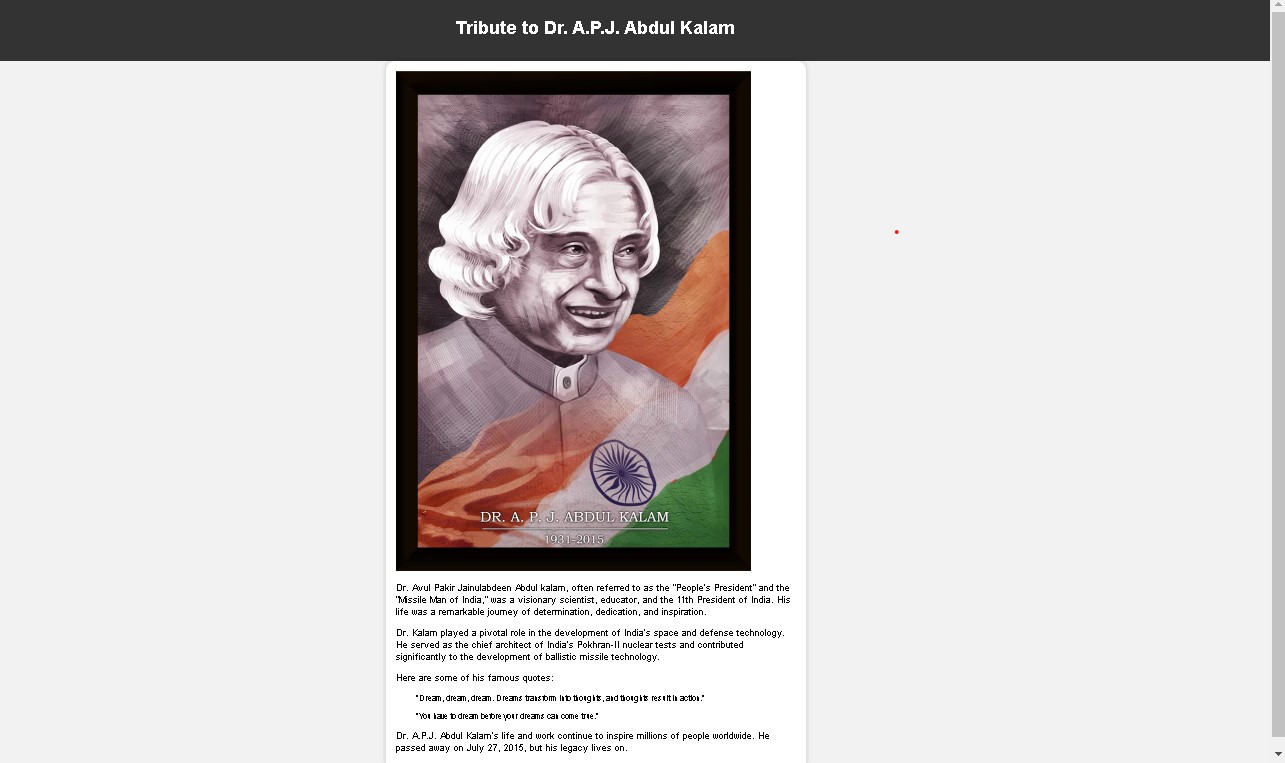 Tribute to Dr. A.P.J. Abdul Kalam
DR. A. P. J. ABDUL KALAM
1931-2015
Dr. Avul Pakir Jainulabdeen Abdul kalam, often referred to as the "People's President" and the
"Missile Man of India," was a visionary scientist, educator, and the 11th President of India. His
life was a remarkable journey of determination, dedication, and inspiration.
Dr. Kalam played a pivotal role in the development of India's space and defense technology.
He served as the chief architect of India's Pokhran-II nuclear tests and contributed
significantly to the development of ballistic missile technology.
Here are some of his famous quotes:
"Dream, dream, dream. Dreams transform into thoughts, and thoughts result in action."
"You have to dream before your dreams can come true."
Dr. A.P.J. Abdul Kalam's life and work continue to inspire millions of people worldwide. He
passed away on July 27, 2015, but his legacy lives on.